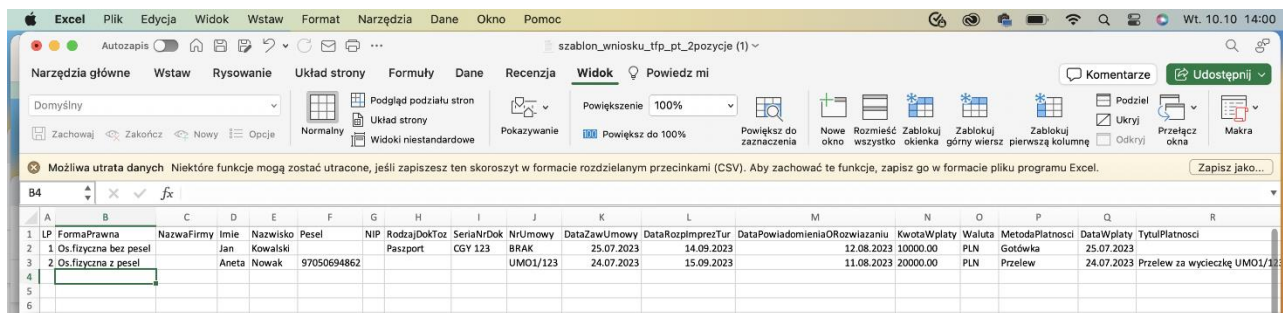 Excel Plik Edycja Widok Wstaw Format Narzędzia Dane Okno Pomoc Wt. 10.10 14:00
Autozapis szablon_wniosku_tfp_pt_2pozycje (1)
Narzędzia główne Wstaw Rysowanie Układ strony Formuły Dane Recenzja Widok Powiedz mi Komentarze Udostępnij
Domyślny
Zachowaj Zakończ Nowy Opcje
Normalny
Podgląd podziału stron
Układ strony
Widoki niestandardowe
Pokazywanie
Powiększenie 100%
Powiększ do 100%
Powiększ do zaznaczenia
Nowe okno
Rozmieść wszystko
Zablokuj okienka
Zablokuj górny wiersz
Zablokuj pierwszą kolumnę
Podziel
Ukryj
Odkryj
Przełącz okna
Makra
Możliwa utrata danych Niektóre funkcje mogą zostać utracone, jeśli zapiszesz ten skoroszyt w formacie rozdzielanym przecinkami (CSV). Aby zachować te funkcje, zapisz go w formacie pliku programu Excel. Zapisz jako...
B4 fx
A B C D E F G H I J K L M N O P Q R
1 LP FormaPrawna NazwaFirmy Imie Nazwisko Pesel NIP RodzajDokToz SeriaNrDok NrUmowy DataZawUmowy DataRozpImprezTur DataPowiadomieniaORozwiazaniu KwotaWplaty Waluta MetodaPlatnosci DataWplaty TytulPlatnosci
2 1 Os.fizyczna bez pesel Jan Kowalski Paszport CGY 123 BRAK 25.07.2023 14.09.2023 12.08.2023 10000.00 PLN Gotówka 25.07.2023
3 2 Os.fizyczna z pesel Aneta Nowak 97050694862 UMO1/123 24.07.2023 15.09.2023 11.08.2023 20000.00 PLN Przelew 24.07.2023 Przelew za wycieczkę UMO1/123
4
5
6